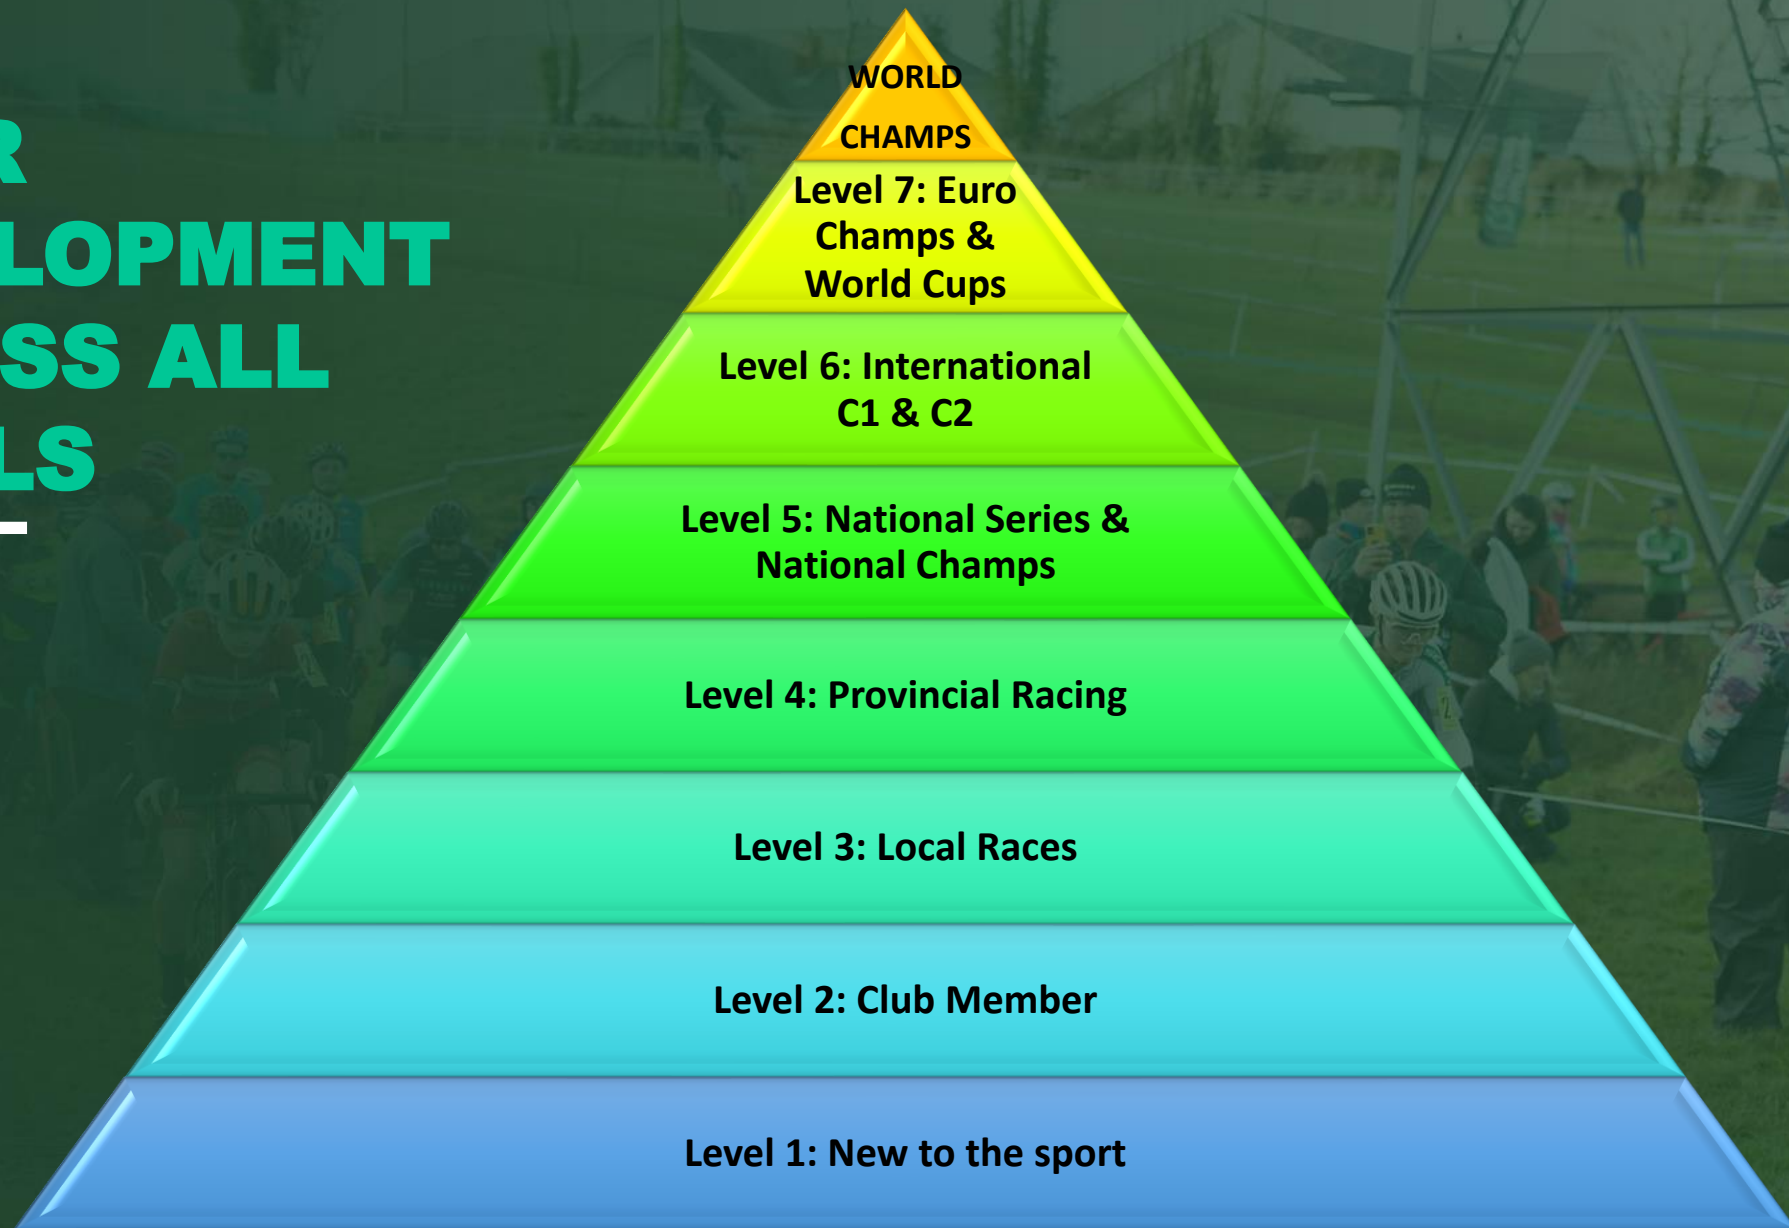 R
LOPMENT
SS ALL
LS
WORLD
CHAMPS
Level 7: Euro
Champs &
World Cups
Level 6: International
C1 & C2
Level 5: National Series &
National Champs
Level 4: Provincial Racing
Level 3: Local Races
Level 2: Club Member
Level 1: New to the sport